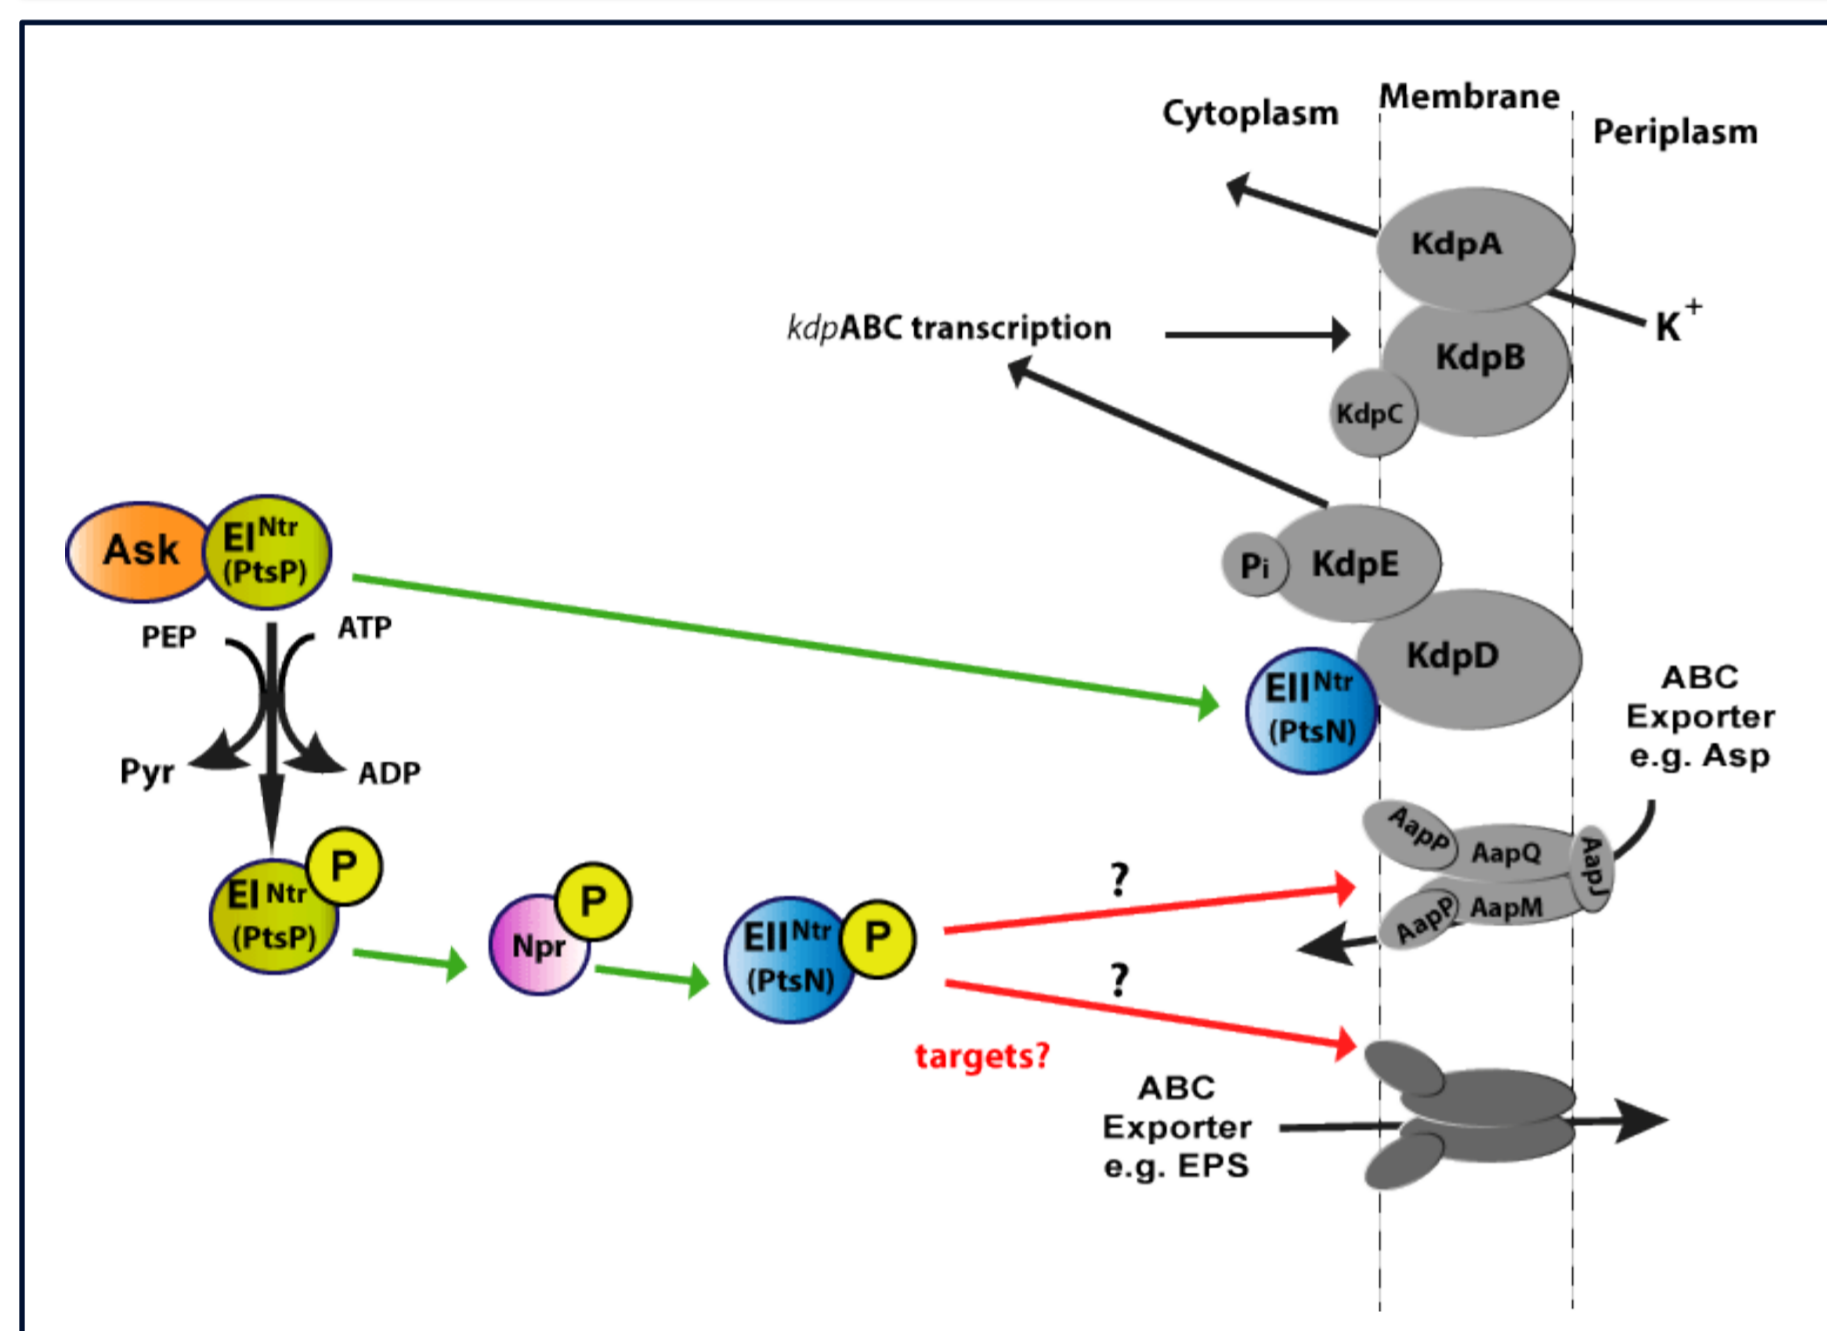 Cytoplasm
Membrane
Periplasm
KdpA
K+
kdpABC transcription
KdpB
KdpC
Ask
EINtr
(PtsP)
Pi
KdpE
PEP
ATP
KdpD
EIINtr
(PtsN)
ABC
Exporter
e.g. Asp
Pyr
ADP
P
EI Ntr
(PtsP)
P
Npr
EIINtr
(PtsN)
P
?
?
targets?
AapP
AapQ
AapJ
AapP
AapM
ABC
Exporter
e.g. EPS